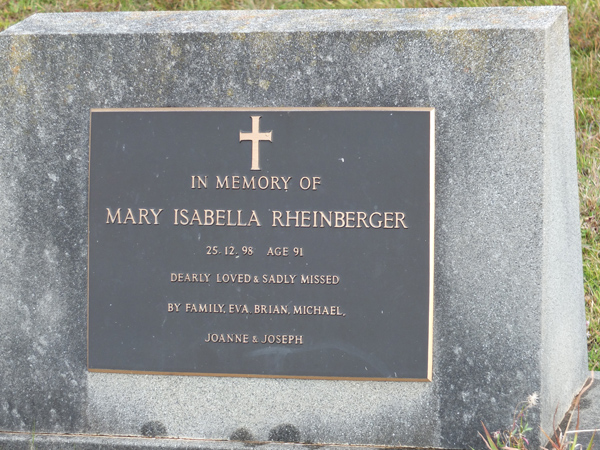 IN MEMORY OF
MARY ISABELLA RHEINBERGER
25.12.98 AGE 91
DEARLY LOVED & SADLY MISSED
BY FAMILY, EVA, BRIAN, MICHAEL,
JOANNE & JOSEPH